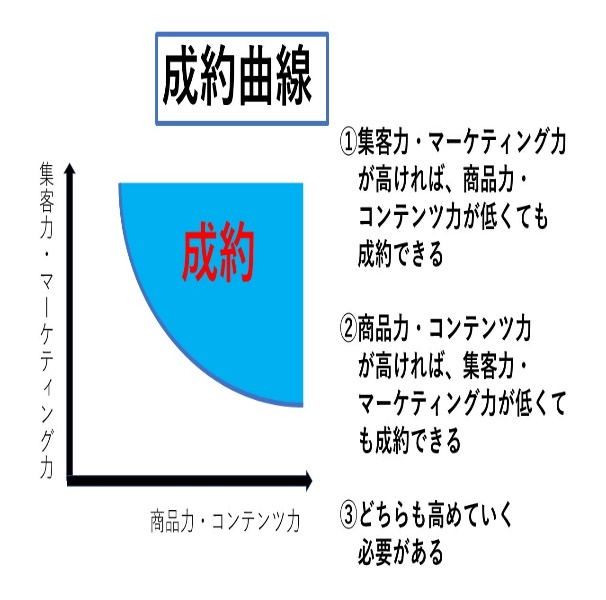 成約曲線
集客力・マーケティング力
成約
商品力・コンテンツ力
①集客力・マーケティング力
が高ければ、商品力・
コンテンツ力が低くても
成約できる
②商品力・コンテンツ力
が高ければ、集客力・
マーケティング力が低くて
も成約できる
③どちらも高めていく
必要がある